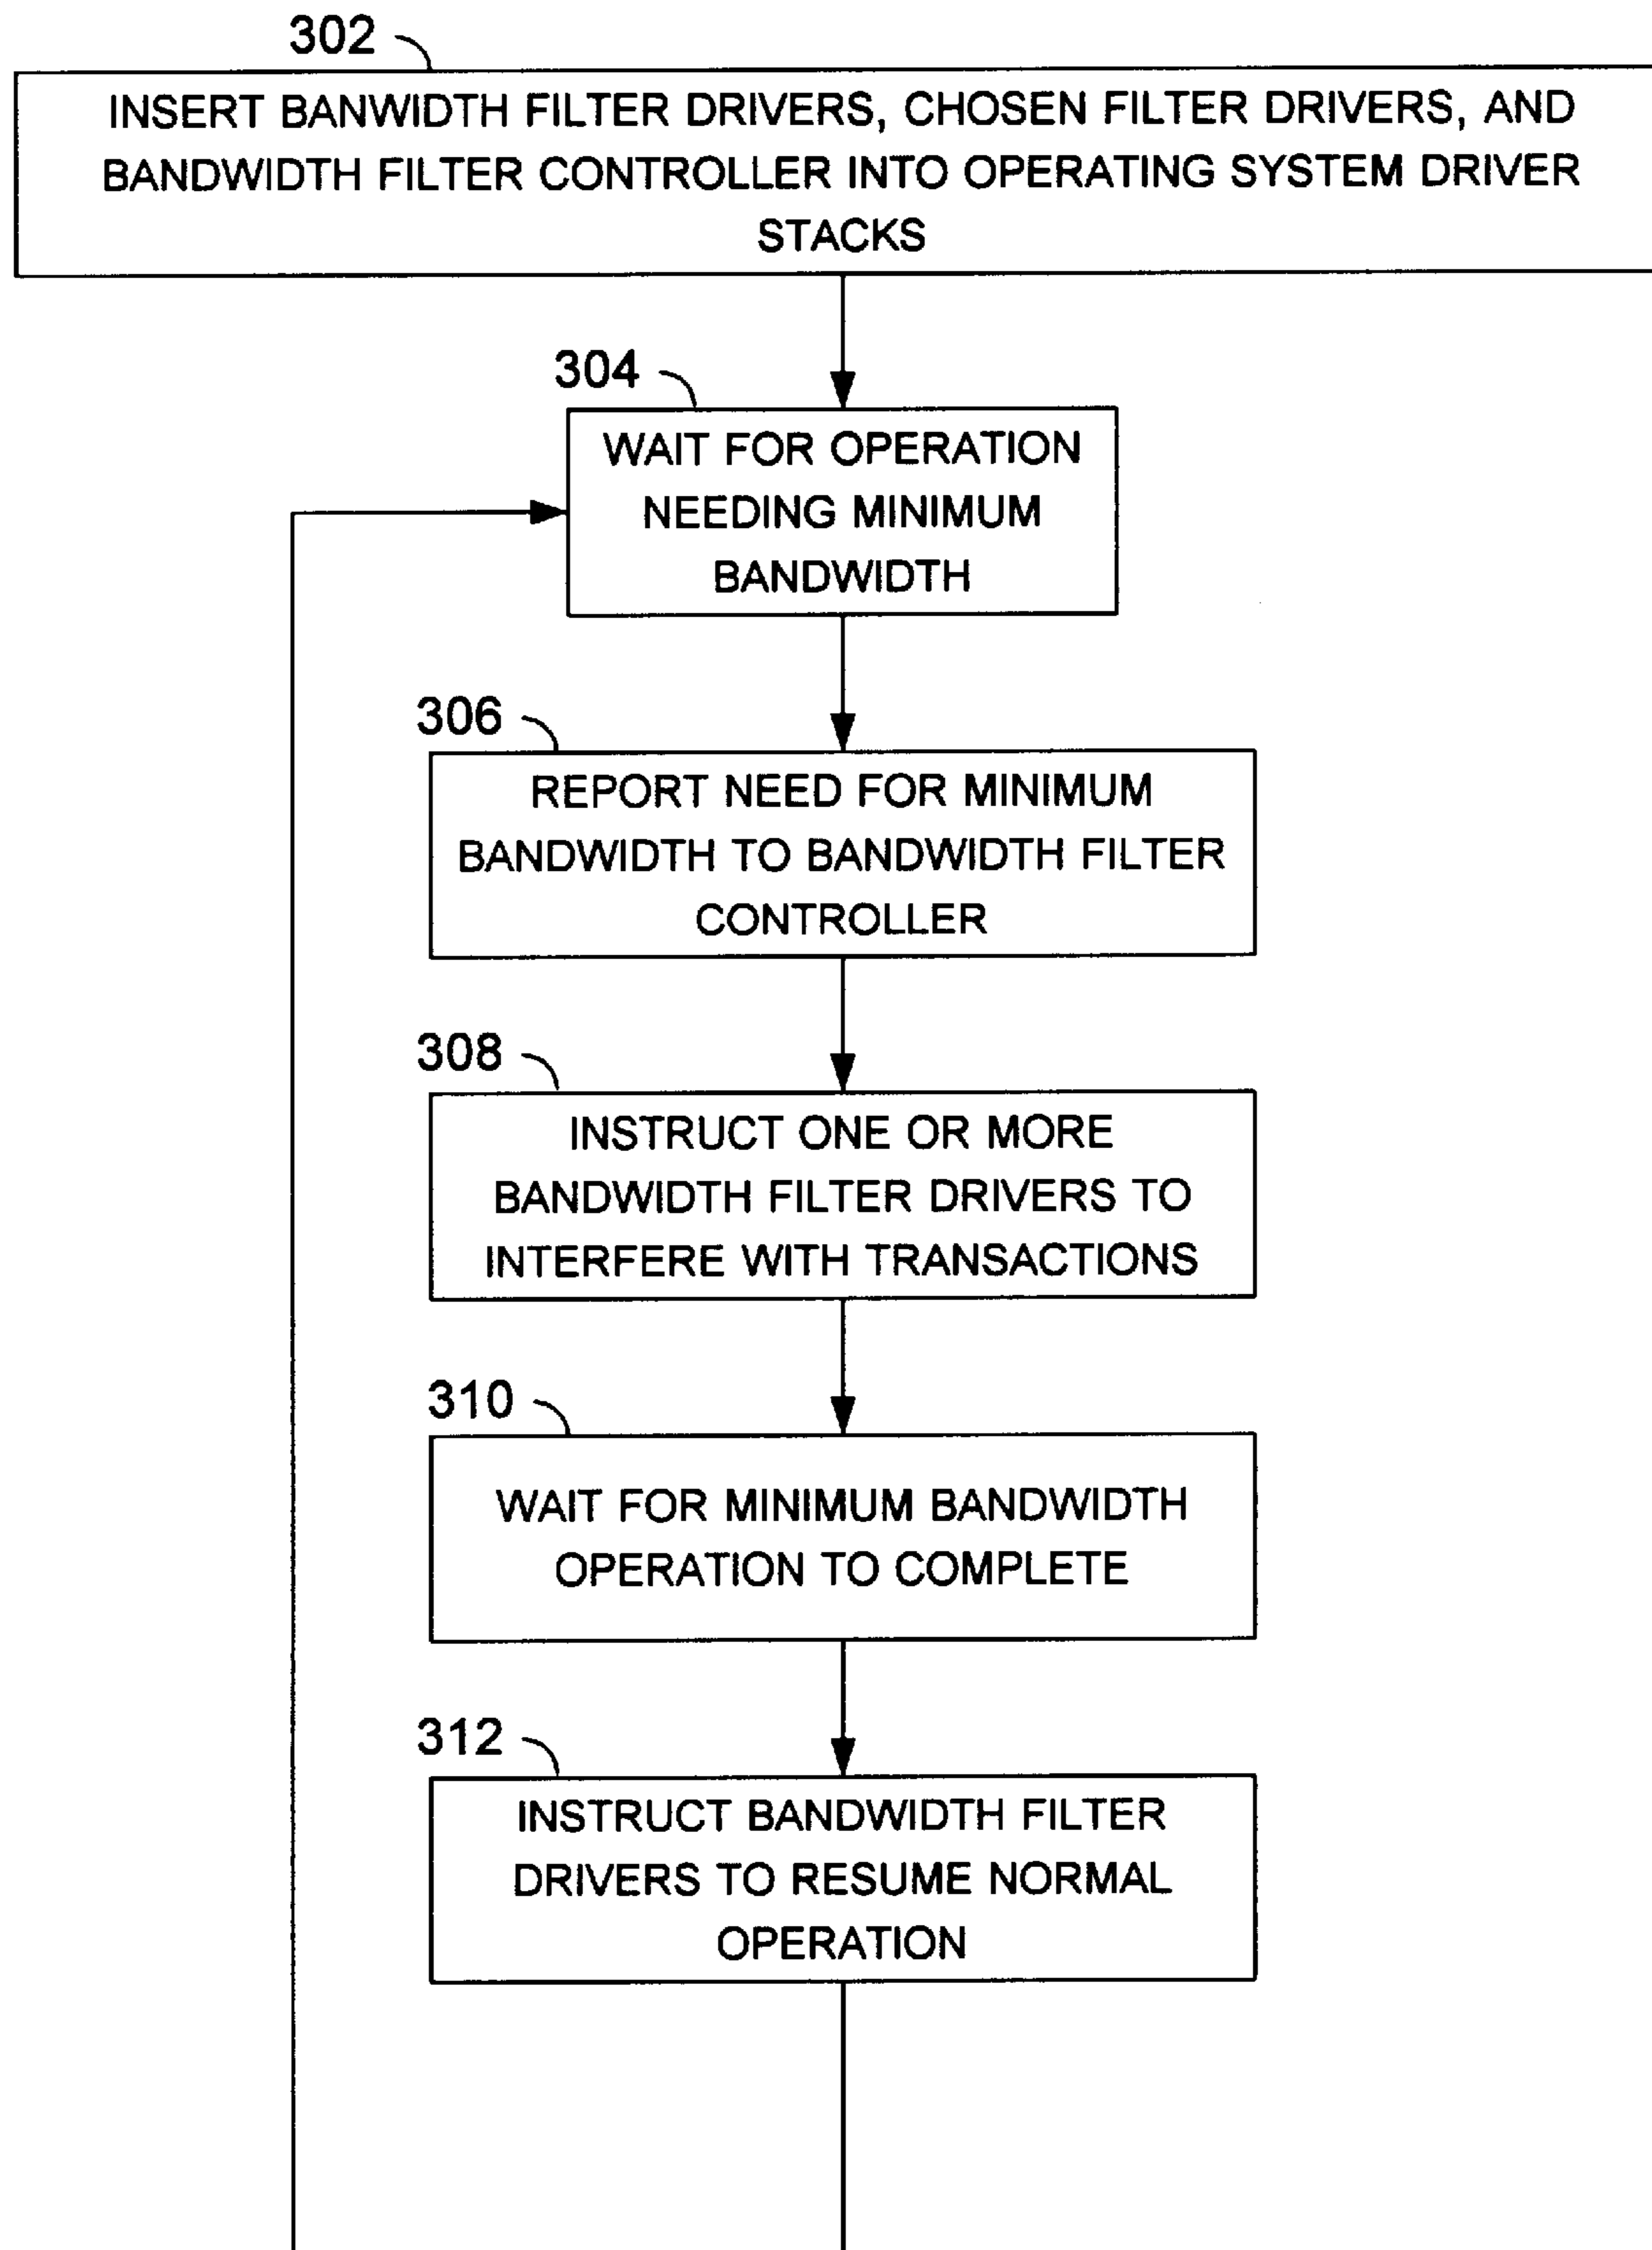 302
INSERT BANWIDTH FILTER DRIVERS, CHOSEN FILTER DRIVERS, AND
BANDWIDTH FILTER CONTROLLER INTO OPERATING SYSTEM DRIVER
STACKS
304
WAIT FOR OPERATION
NEEDING MINIMUM
BANDWIDTH
306
REPORT NEED FOR MINIMUM
BANDWIDTH TO BANDWIDTH FILTER
CONTROLLER
308
INSTRUCT ONE OR MORE
BANDWIDTH FILTER DRIVERS TO
INTERFERE WITH TRANSACTIONS
310
WAIT FOR MINIMUM BANDWIDTH
OPERATION TO COMPLETE
312
INSTRUCT BANDWIDTH FILTER
DRIVERS TO RESUME NORMAL
OPERATION